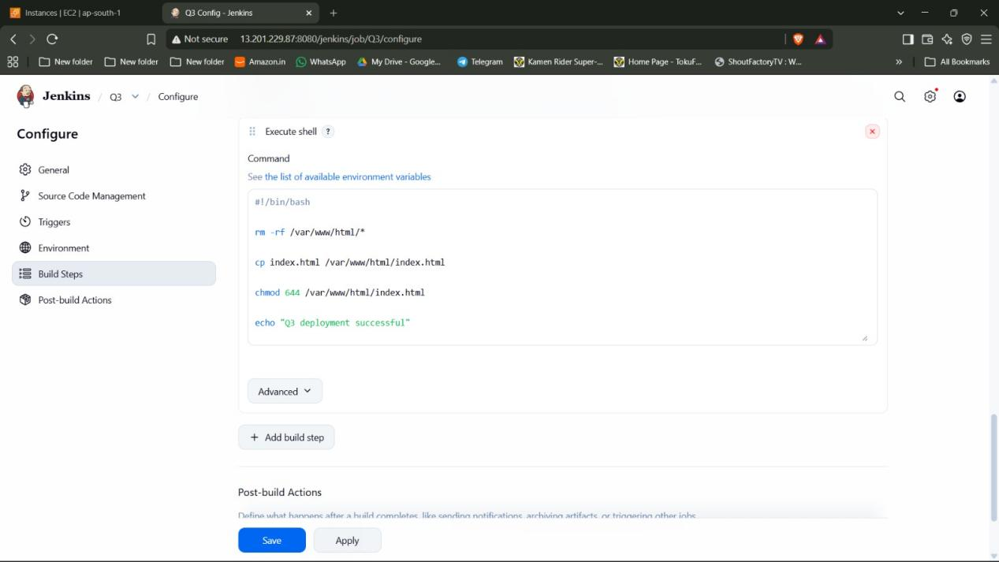 Instances | EC2 | ap-south-1
Q3 Config - Jenkins
Not secure 13.201.229.87:8080/jenkins/job/Q3/configure
New folder New folder New folder Amazon.in WhatsApp My Drive - Google... Telegram Kamen Rider Super-... Home Page - TokuF... ShoutFactoryTV : W... » All Bookmarks
Jenkins / Q3 / Configure
Configure
General
Source Code Management
Triggers
Environment
Build Steps
Post-build Actions
Execute shell ?
Command
See the list of available environment variables
#!/bin/bash
rm -rf /var/www/html/*
cp index.html /var/www/html/index.html
chmod 644 /var/www/html/index.html
echo "Q3 deployment successful"
Advanced
+ Add build step
Post-build Actions
Define what happens after a build completes, like sending notifications, archiving artifacts, or triggering other jobs.
Save Apply